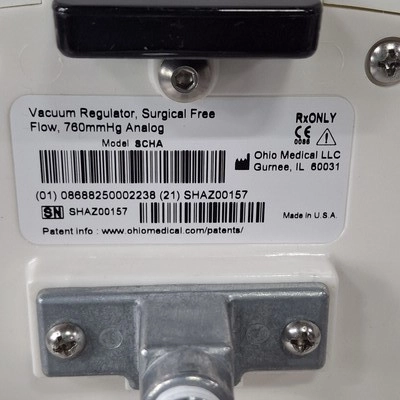 Vacuum Regulator, Surgical Free
Flow, 760mmHg Analog
Model SCHA
RxONLY
CE
0086
Ohio Medical LLC
Gurnee, IL 60031
(01) 08688250002238 (21) SHAZ00157
SN SHAZ00157
Made in U.S.A.
Patent info : www.ohiomedical.com/patents/